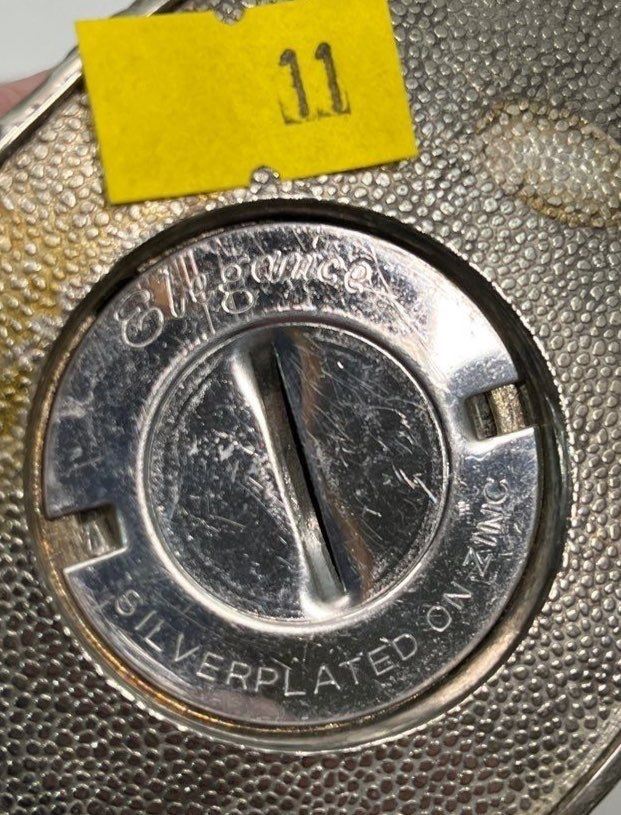 11
Elegance
SILVERPLATED ON ZINC